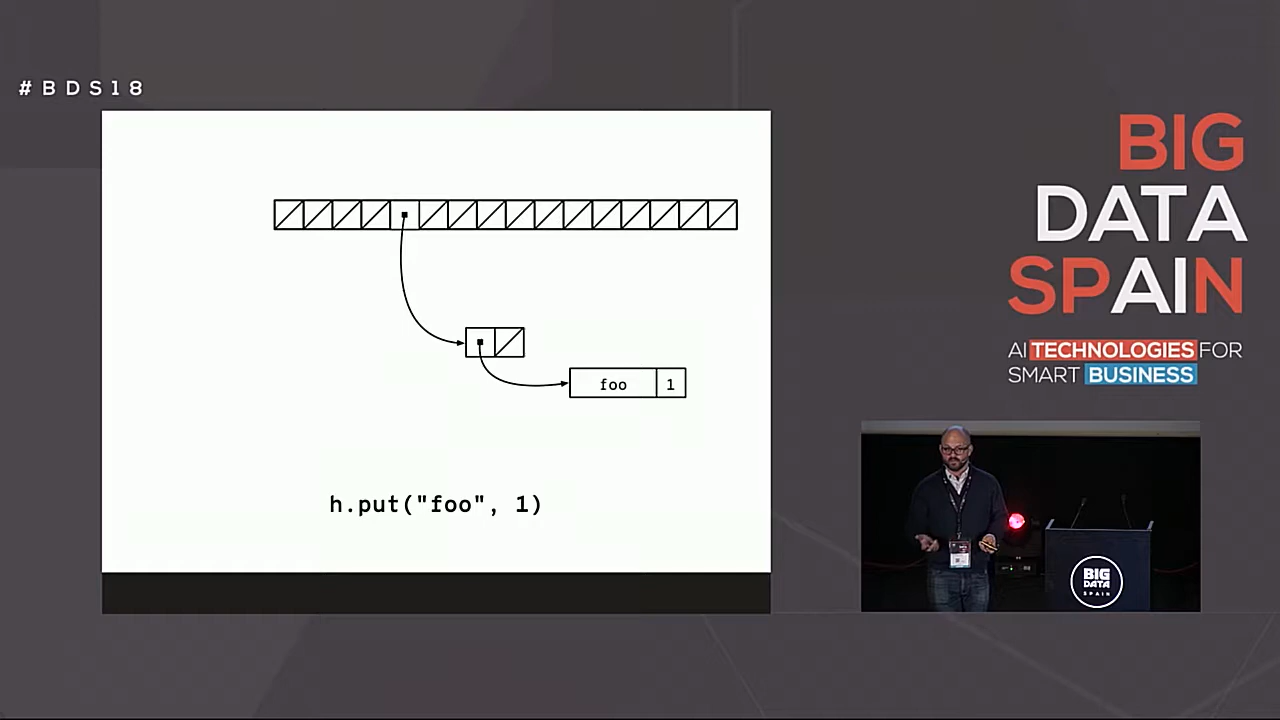 #BDS18
foo 1
h.put("foo", 1)
BIG
DATA
SPAIN
AI TECHNOLOGIES FOR
SMART BUSINESS
BIG
DATA
SPAIN